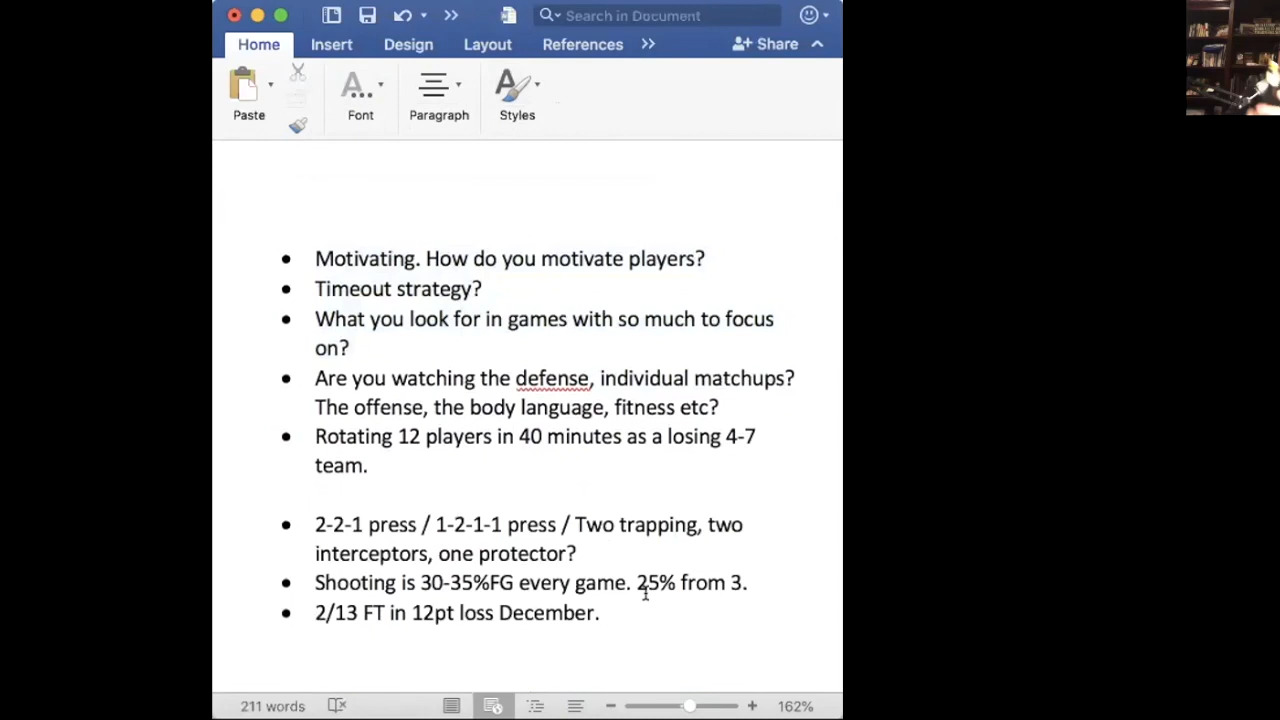 Search in Document
Home Insert Design Layout References >> Share
Paste Font Paragraph Styles
• Motivating. How do you motivate players?
• Timeout strategy?
• What you look for in games with so much to focus
on?
• Are you watching the defense, individual matchups?
The offense, the body language, fitness etc?
• Rotating 12 players in 40 minutes as a losing 4-7
team.
• 2-2-1 press / 1-2-1-1 press / Two trapping, two
interceptors, one protector?
• Shooting is 30-35%FG every game. 25% from 3.
• 2/13 FT in 12pt loss December.
211 words 162%